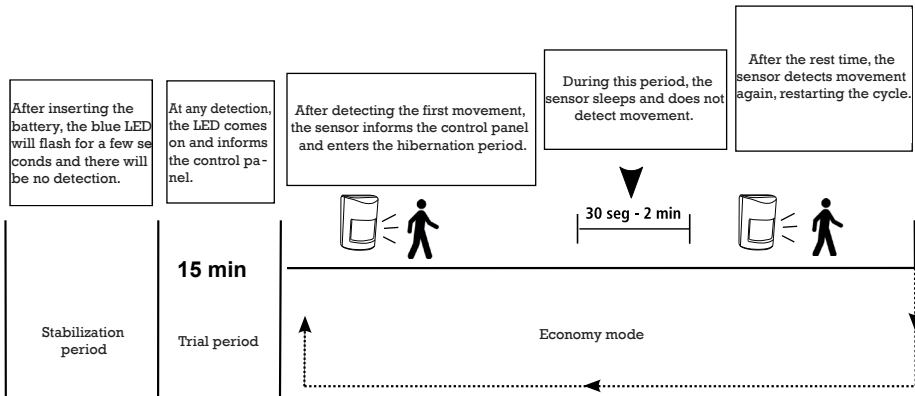 After inserting the
battery, the blue LED
will flash for a few se
conds and there will
be no detection.
At any detection,
the LED comes
on and informs
the control pa-
nel.
After detecting the first movement,
the sensor informs the control panel
and enters the hibernation period.
During this period, the
sensor sleeps and does not
detect movement.
After the rest time, the
sensor detects movement
again, restarting the cycle.
30 seg - 2 min
15 min
Stabilization
period
Trial period
Economy mode